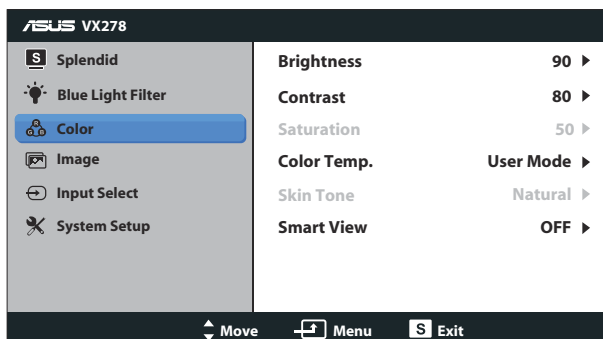 ASUS VX278
S Splendid
Blue Light Filter
R G B Color
Image
Input Select
System Setup
Brightness 90
Contrast 80
Saturation 50
Color Temp. User Mode
Skin Tone Natural
Smart View OFF
Move Menu S Exit